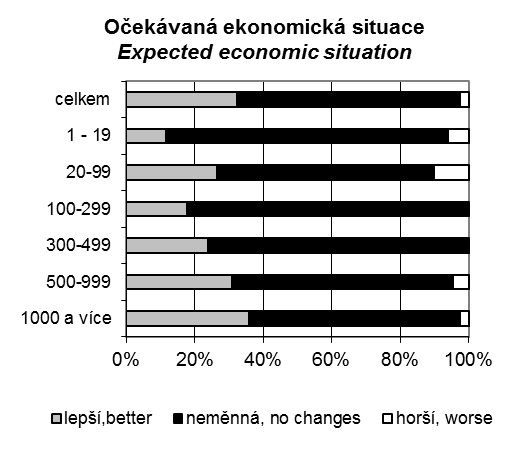 Očekávaná ekonomická situace
Expected economic situation
celkem
1 - 19
20-99
100-299
300-499
500-999
1000 a více
0% 20% 40% 60% 80% 100%
lepší,better neměnná, no changes horší, worse